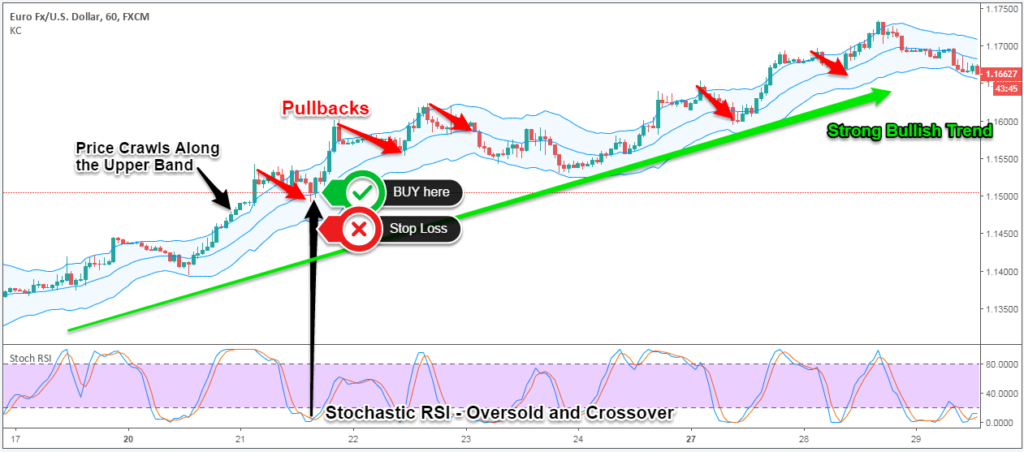 Euro Fx/U.S. Dollar, 60, FXCM
KC
1.17500
1.17000
1.16627
43:45
1.16000
1.15500
1.15000
1.14500
1.14000
1.13500
Pullbacks
Price Crawls Along
the Upper Band
Strong Bullish Trend
BUY here
Stop Loss
Stoch RSI
80.0000
40.0000
0.0000
Stochastic RSI - Oversold and Crossover
17
20
21
22
23
24
27
28
29